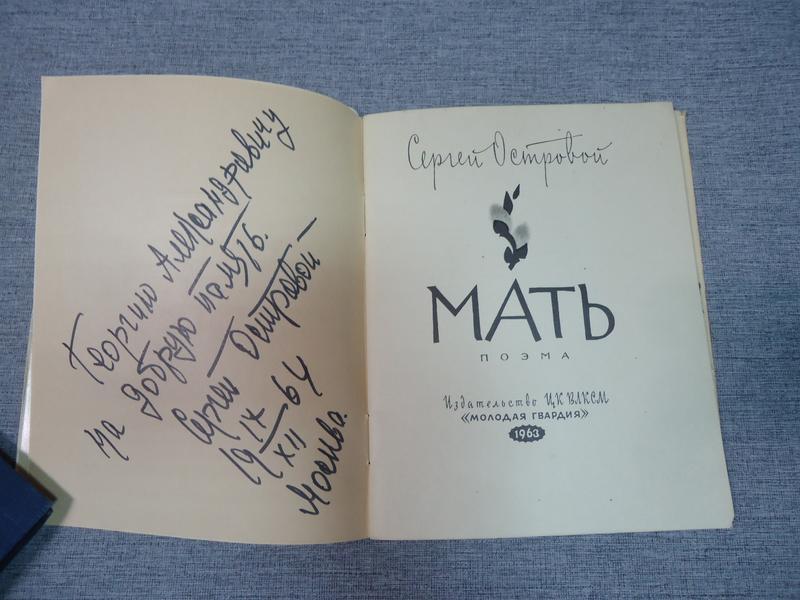 Георгию Александровичу
на добрую память.
Сергей Островой
19 IX 64
XII
Москва.
Сергей Островой
МАТЬ
ПОЭМА
Издательство ЦК ВЛКСМ
«МОЛОДАЯ ГВАРДИЯ»
1963